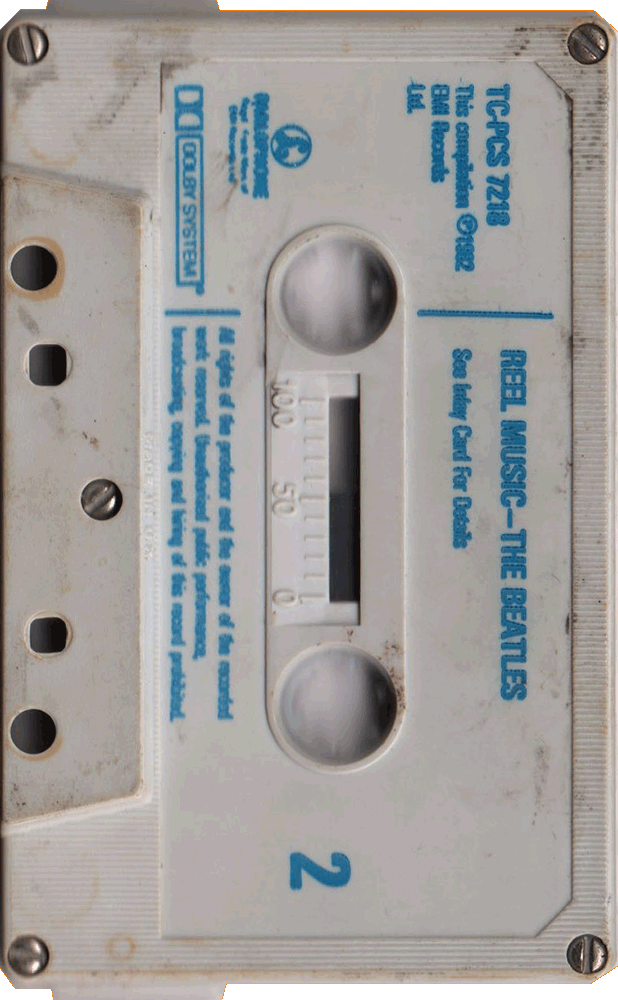 TC-PCS 7218
This compilation ℗1982
EMI Records
Ltd.
REEL MUSIC–THE BEATLES
See Inlay Card For Details
PARLOPHONE
DOLBY SYSTEM
100 50 0
All rights of the producer and the owner of the recorded
work reserved. Unauthorised public performance,
broadcasting, copying and hiring of this record prohibited.
2